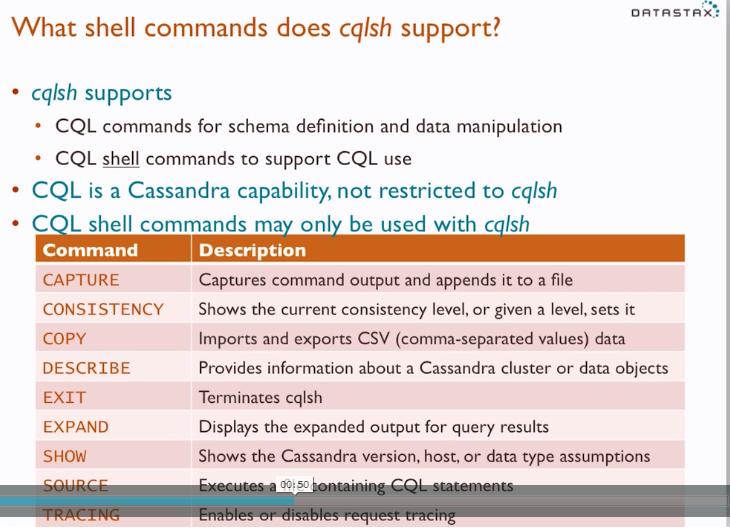 DATASTAX
What shell commands does cqlsh support?
• cqlsh supports
• CQL commands for schema definition and data manipulation
• CQL shell commands to support CQL use
• CQL is a Cassandra capability, not restricted to cqlsh
• CQL shell commands may only be used with cqlsh
Command Description
CAPTURE Captures command output and appends it to a file
CONSISTENCY Shows the current consistency level, or given a level, sets it
COPY Imports and exports CSV (comma-separated values) data
DESCRIBE Provides information about a Cassandra cluster or data objects
EXIT Terminates cqlsh
EXPAND Displays the expanded output for query results
SHOW Shows the Cassandra version, host, or data type assumptions
SOURCE Executes a 00:50 containing CQL statements
TRACING Enables or disables request tracing